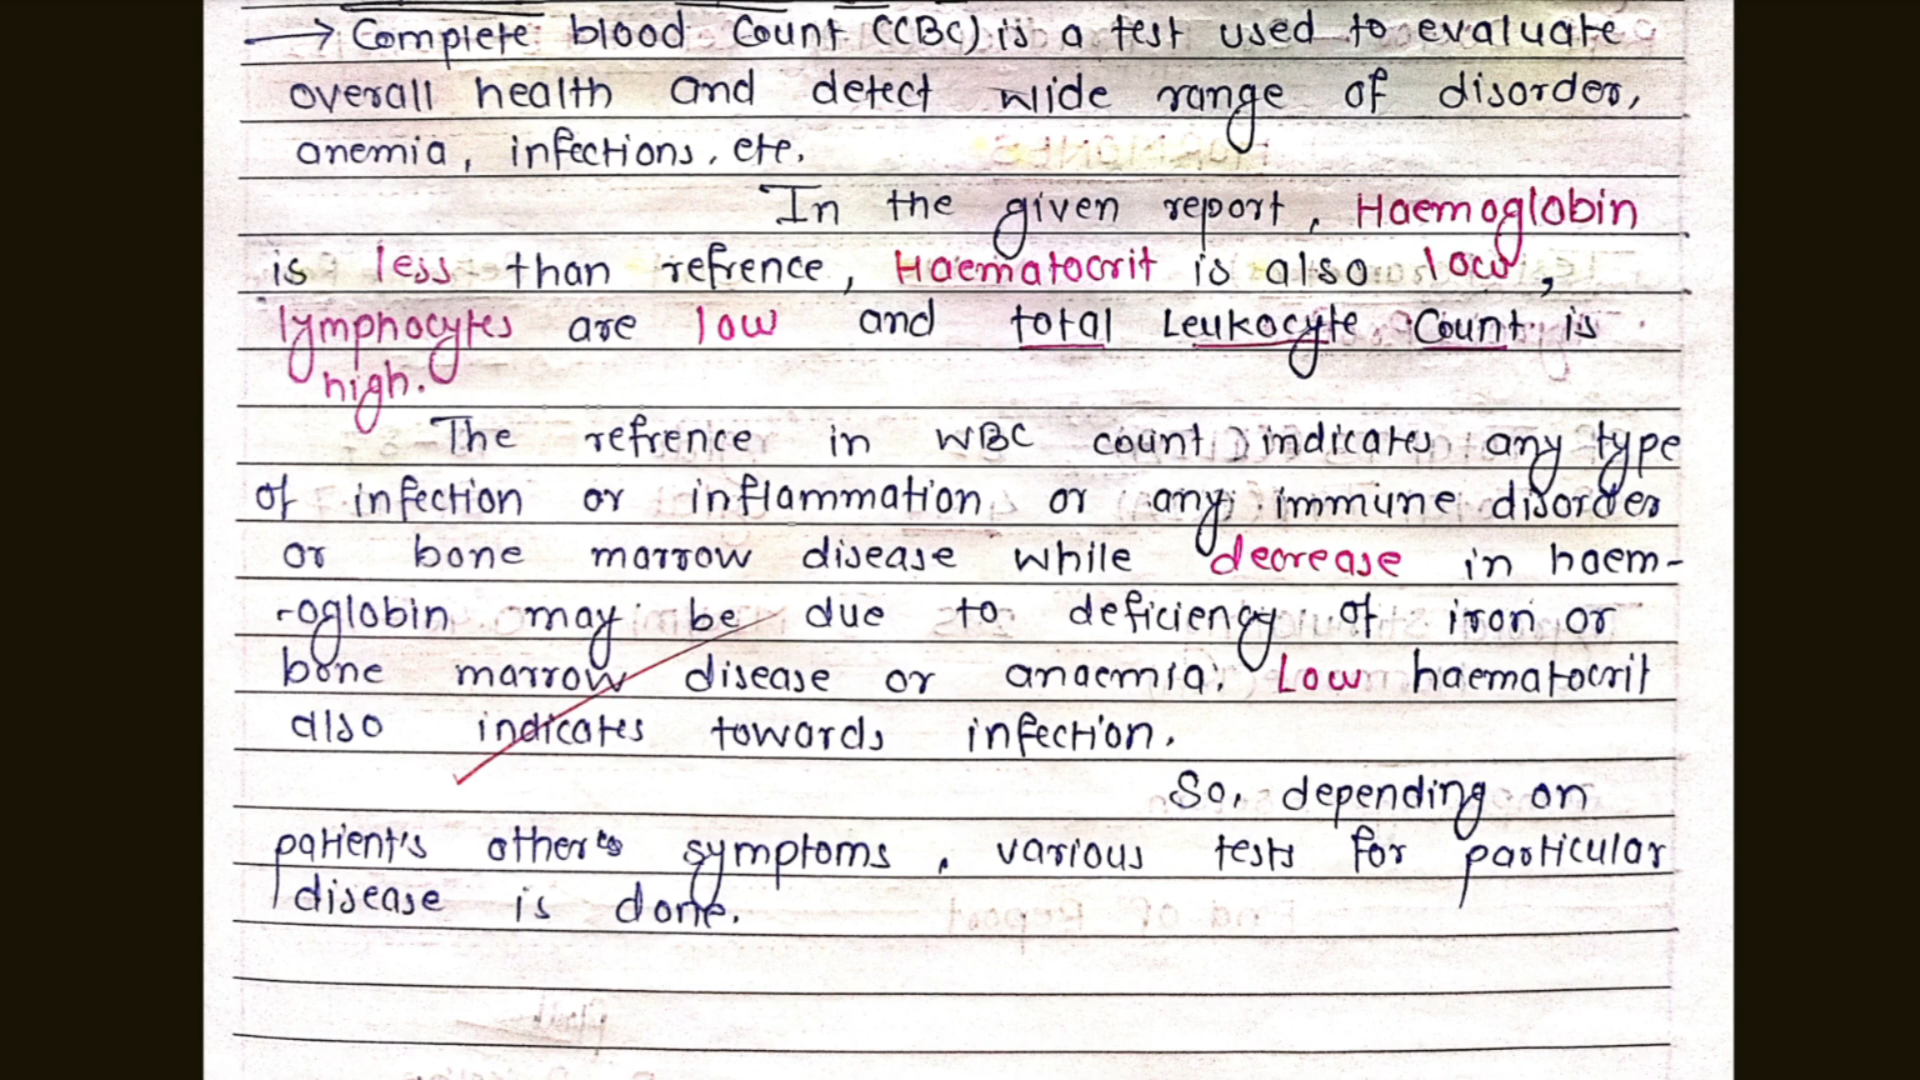 → Complete blood Count (CBC) is a test used to evaluate
overall health and detect wide range of disorder,
anemia, infections, etc.
In the given report, Haemoglobin
is less than refrence, Haematocrit is also low,
lymphocytes are low and total Leukocyte Count is
high.
The refrence in WBC count indicates any type
of infection or inflammation or any immune disorder
or bone marrow disease while decrease in haem-
-oglobin may be due to deficiency of iron or
bone marrow disease or anaemia. Low haematocrit
also indicates towards infection.
So, depending on
patient's other symptoms, various tests for particular
disease is done.